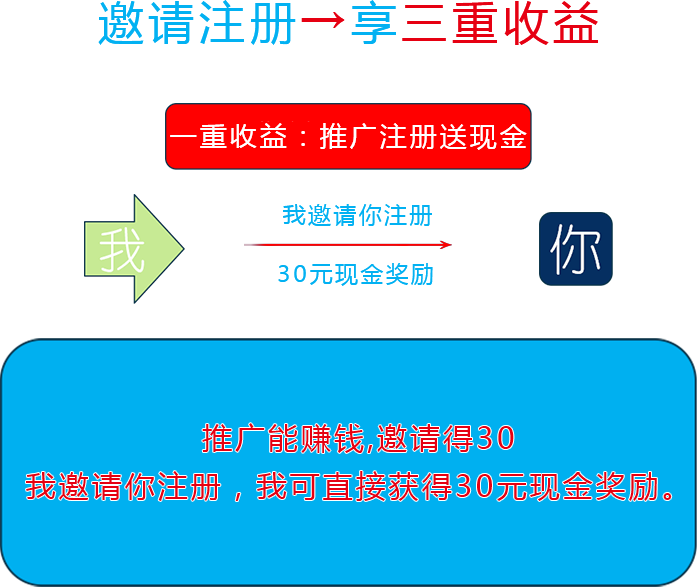 邀请注册→享三重收益
一重收益：推广注册送现金
我邀请你注册
我
你
30元现金奖励
推广能赚钱,邀请得30
我邀请你注册，我可直接获得30元现金奖励。